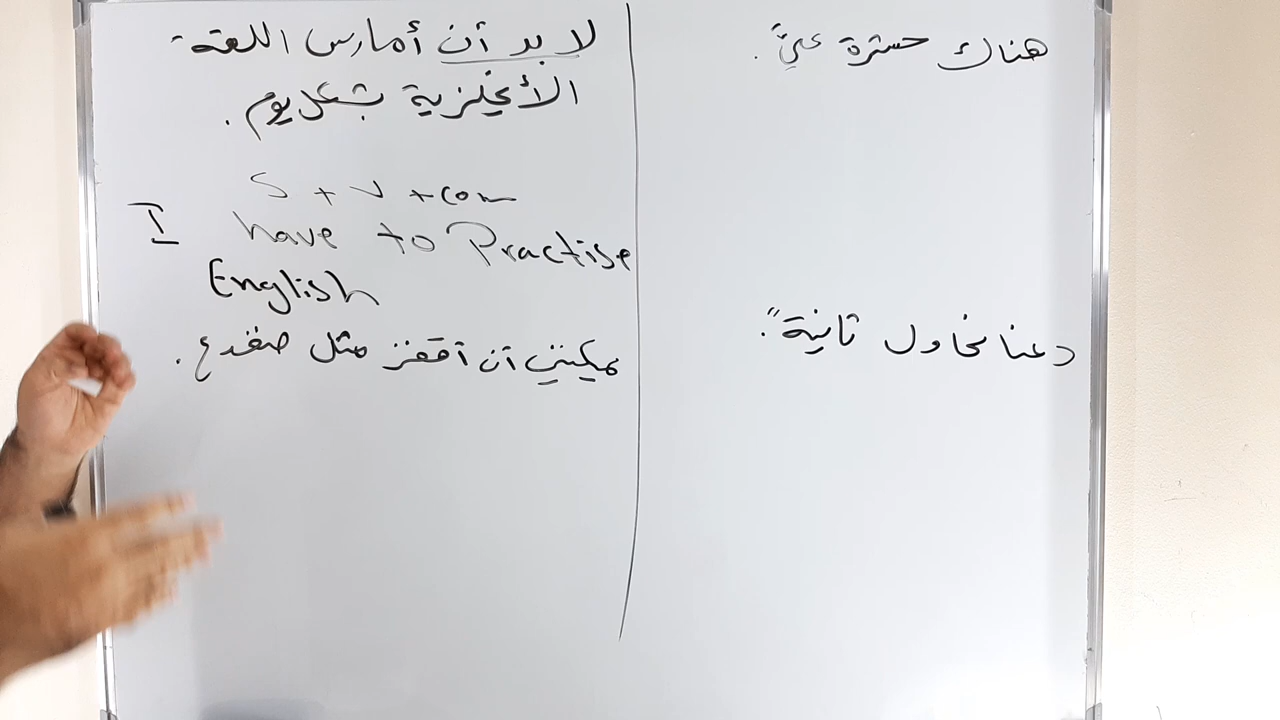 هناك حشرة عليَّ.
دعنا نحاول ثانيةً.
لا بد أن أمارس اللغة
الأنجليزية بشكل يوم.
S + V + com
I have to Practise
English
يمكنني أن أقفز مثل ضفدع.